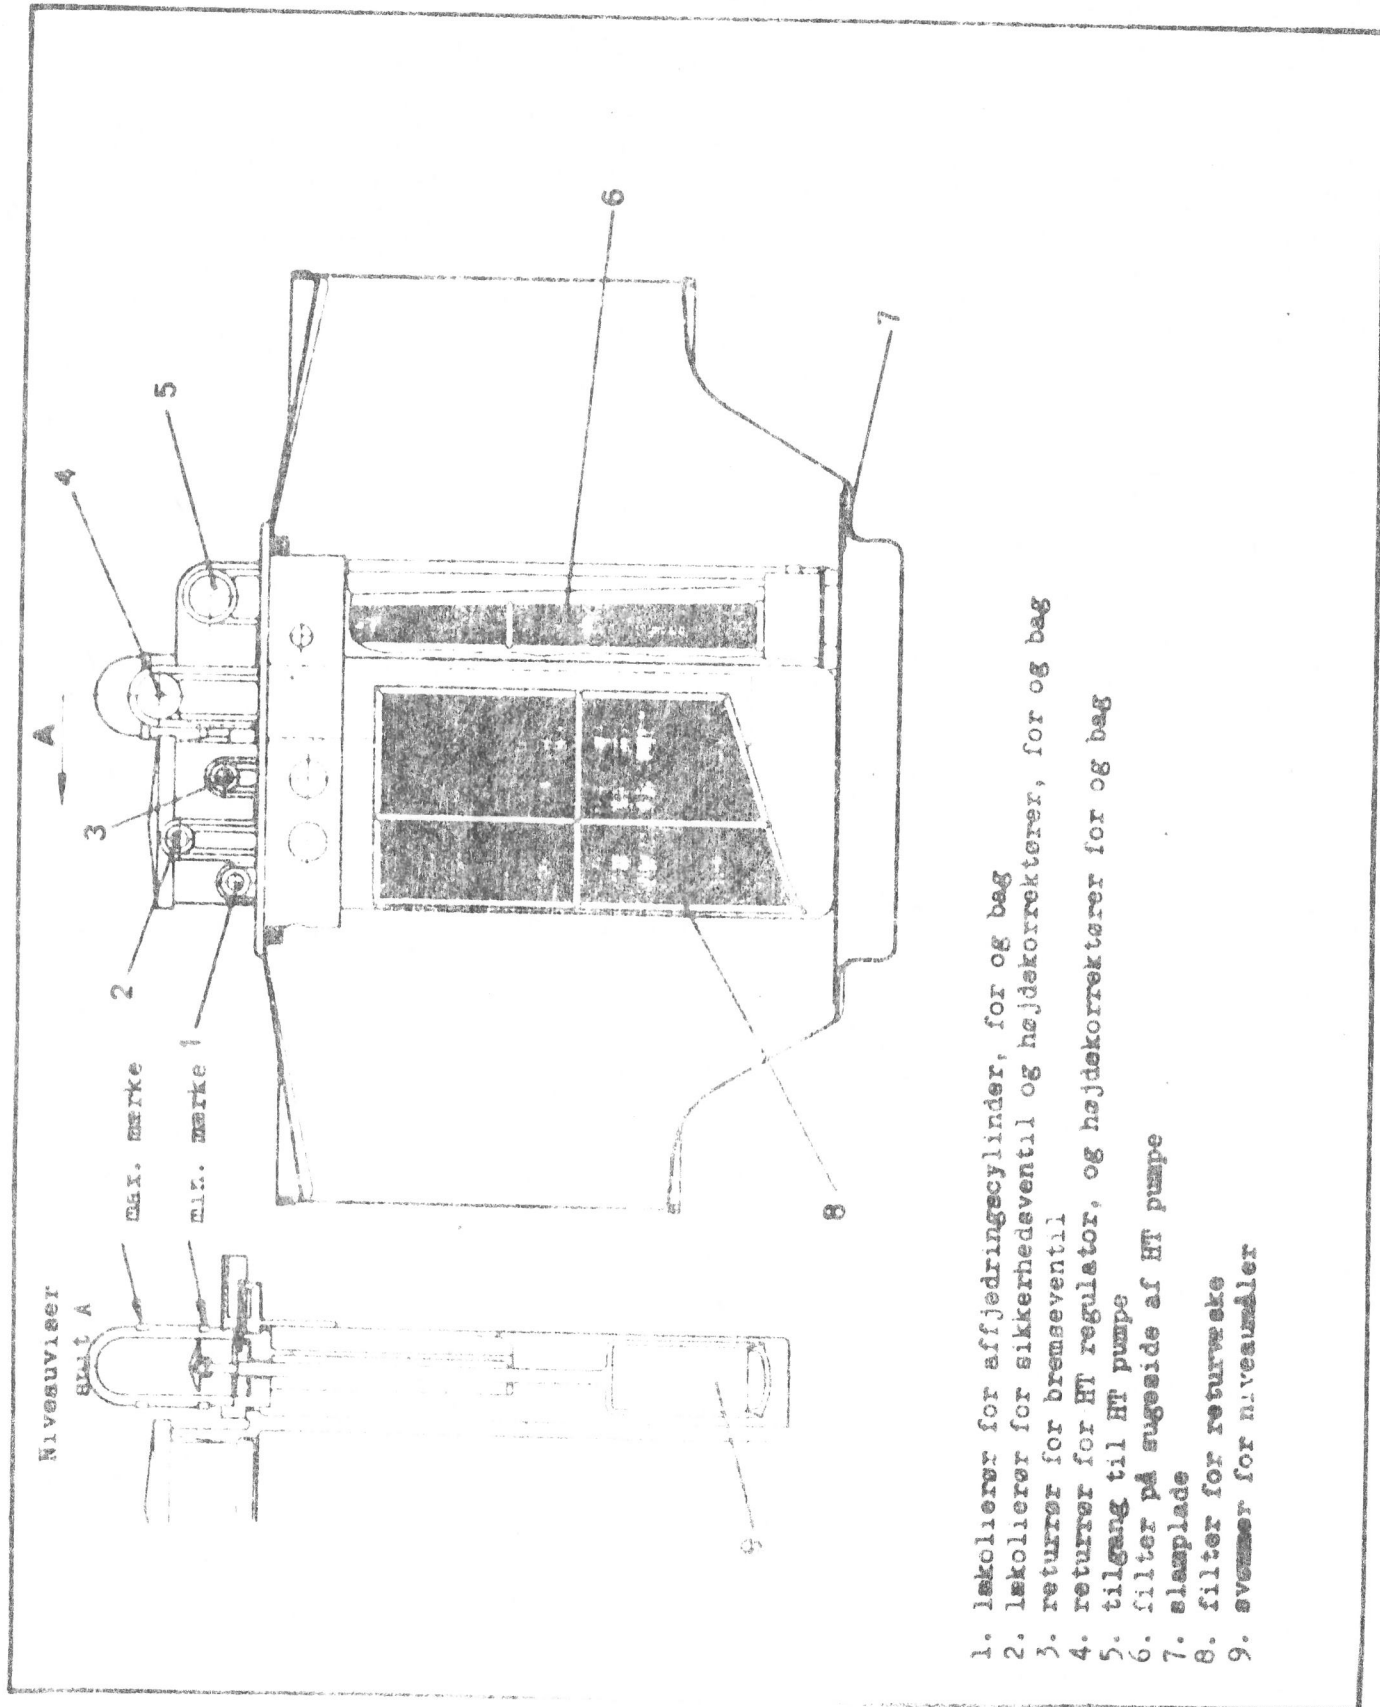 Niveauviser
snit A
max. mærke
min. mærke
A
1
2
3
4
5
6
7
8
9
1. lækolierør for affjedringscylinder, for og bag
2. lækolierør for sikkerhedsventil og højdekorrektører, for og bag
3. returrør for bremseventil
4. returrør for HT regulator, og højdekorrektører for og bag
5. tilgang til HT pumpe
6. filter på sugeside af HT pumpe
7. slamplade
8. filter for returvæske
9. svømmer for niveaumåler